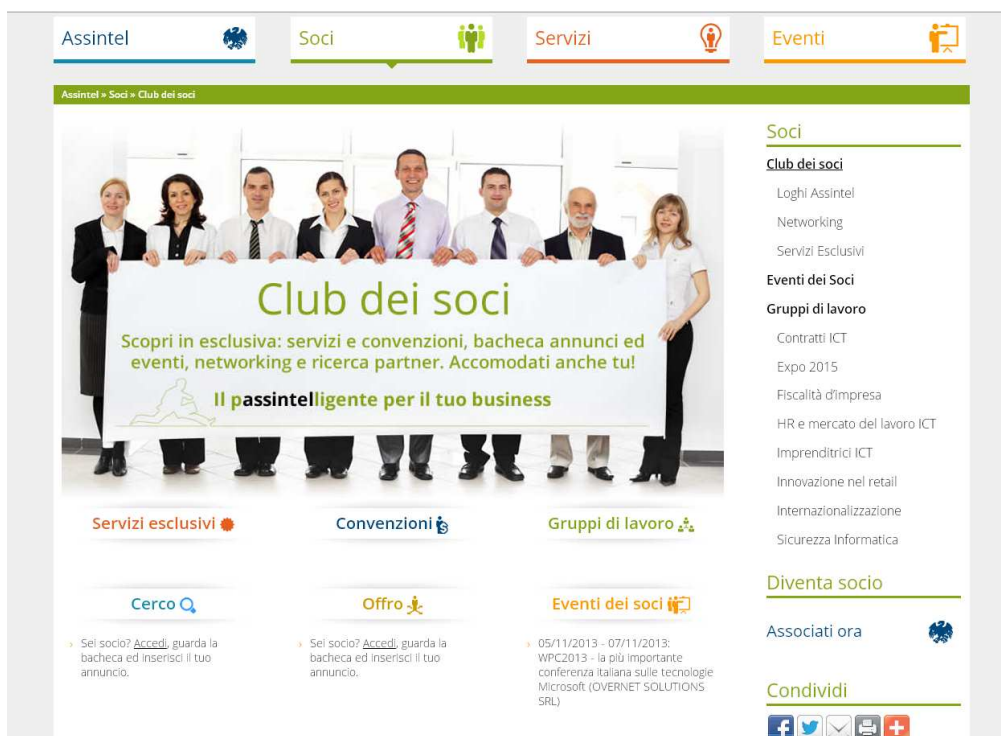 Assintel
Soci
Servizi
Eventi
Assintel » Soci » Club dei soci
Club dei soci
Scopri in esclusiva: servizi e convenzioni, bacheca annunci ed
eventi, networking e ricerca partner. Accomodati anche tu!
Il passintelligente per il tuo business
Servizi esclusivi
Convenzioni
Gruppi di lavoro
Cerco
Offro
Eventi dei soci
› Sei socio? Accedi, guarda la
bacheca ed inserisci il tuo
annuncio.
› Sei socio? Accedi, guarda la
bacheca ed inserisci il tuo
annuncio.
› 05/11/2013 - 07/11/2013:
WPC2013 - la più importante
conferenza italiana sulle tecnologie
Microsoft (OVERNET SOLUTIONS
SRL)
Soci
Club dei soci
Loghi Assintel
Networking
Servizi Esclusivi
Eventi dei Soci
Gruppi di lavoro
Contratti ICT
Expo 2015
Fiscalità d'impresa
HR e mercato del lavoro ICT
Imprenditrici ICT
Innovazione nel retail
Internazionalizzazione
Sicurezza Informatica
Diventa socio
Associati ora
Condividi